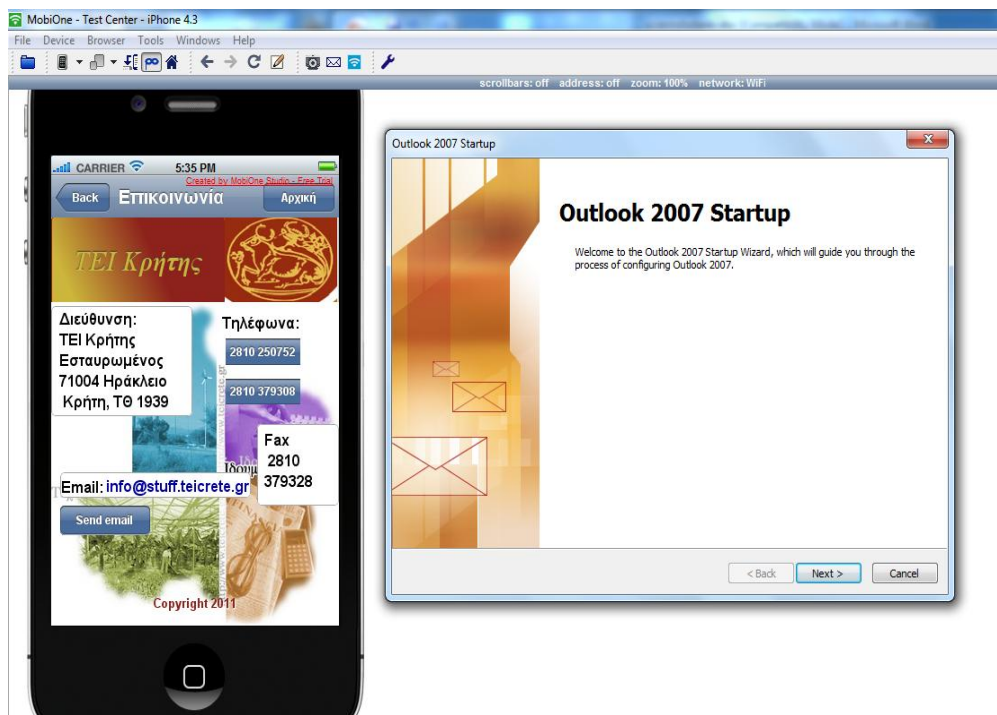 MobiOne - Test Center - iPhone 4.3
File Device Browser Tools Windows Help
scrollbars: off address: off zoom: 100% network: WiFi
CARRIER 5:35 PM
Created by MobiOne Studio - Free Trial
Back Επικοινωνία Αρχική
ΤΕΙ Κρήτης
Διεύθυνση:
ΤΕΙ Κρήτης
Εσταυρωμένος
71004 Ηράκλειο
Κρήτη, ΤΘ 1939
Τηλέφωνα:
2810 250752
2810 379308
Fax
2810
379328
Email: info@stuff.teicrete.gr
Send email
Copyright 2011
Outlook 2007 Startup
Outlook 2007 Startup
Welcome to the Outlook 2007 Startup Wizard, which will guide you through the
process of configuring Outlook 2007.
< Back Next > Cancel